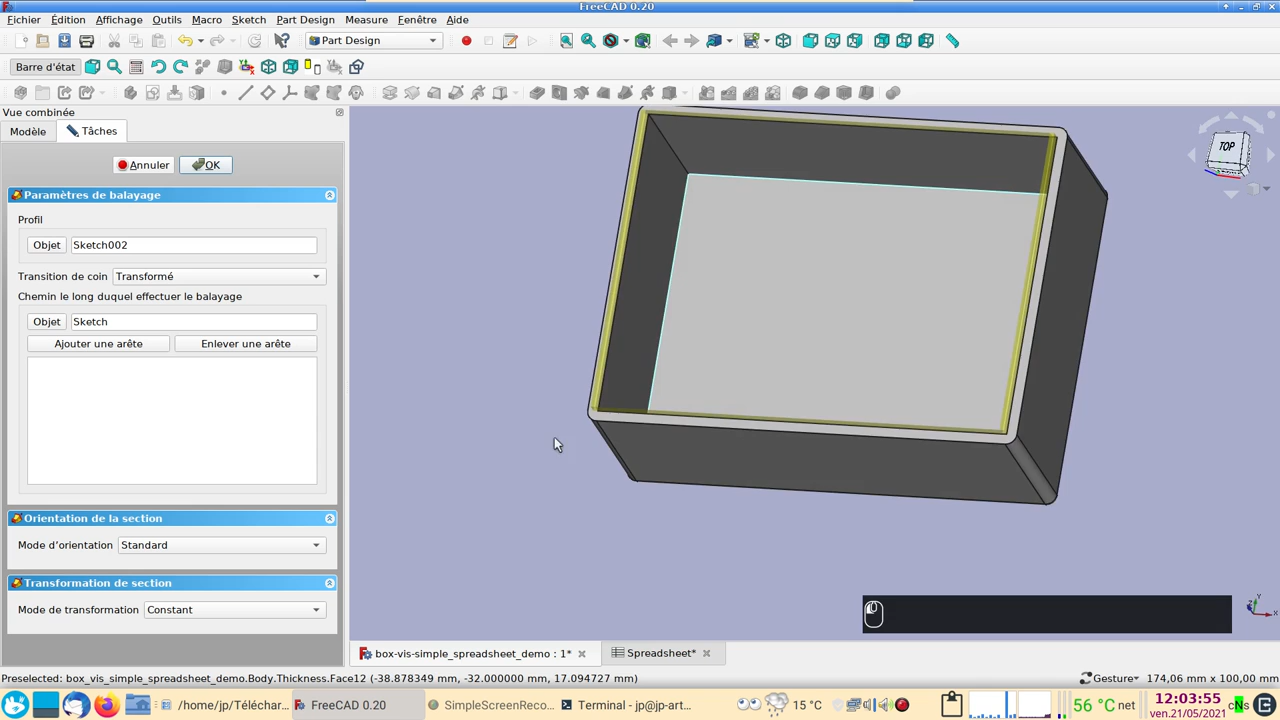 FreeCAD 0.20
Fichier Édition Affichage Outils Macro Sketch Part Design Measure Fenêtre Aide
Part Design
Barre d'état
Vue combinée
Modèle Tâches
Annuler OK
Paramètres de balayage
Profil
Objet Sketch002
Transition de coin Transformé
Chemin le long duquel effectuer le balayage
Objet Sketch
Ajouter une arête Enlever une arête
Orientation de la section
Mode d'orientation Standard
Transformation de section
Mode de transformation Constant
TOP
box-vis-simple_spreadsheet_demo : 1* Spreadsheet*
Preselected: box_vis_simple_spreadsheet_demo.Body.Thickness.Face12 (-38.878349 mm, -32.000000 mm, 17.094727 mm) Gesture 174,06 mm x 100,00 mm
/home/jp/Téléchar... FreeCAD 0.20 SimpleScreenReco... Terminal - jp@jp-art... 15 °C 56 °C net 12:03:55
ven.21/05/2021